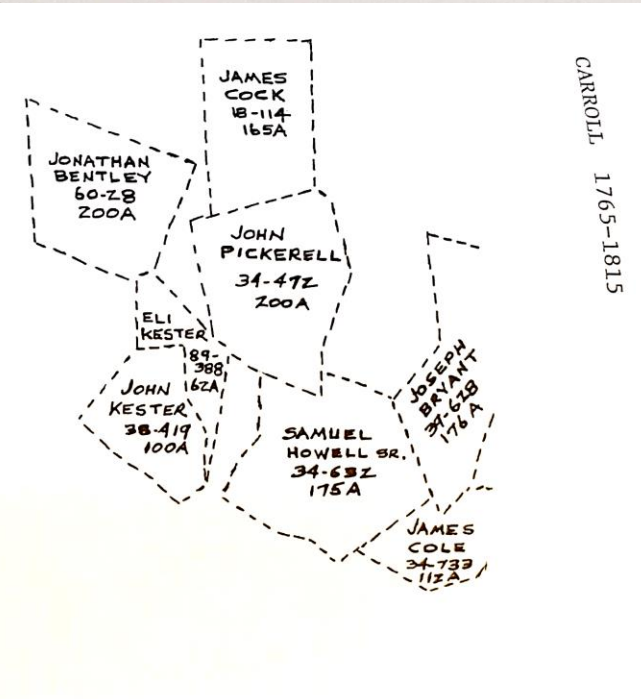 JAMES
COCK
18-114
165A
JONATHAN
BENTLEY
60-28
200A
JOHN
PICKERELL
34-472
200A
ELI
KESTER
89-
388
162A
JOHN
KESTER
38-419
100A
SAMUEL
HOWELL SR.
34-632
175A
JOSEPH
BRYANT
39-628
176A
JAMES
COLE
34-733
112A
CARROLL 1765-1815